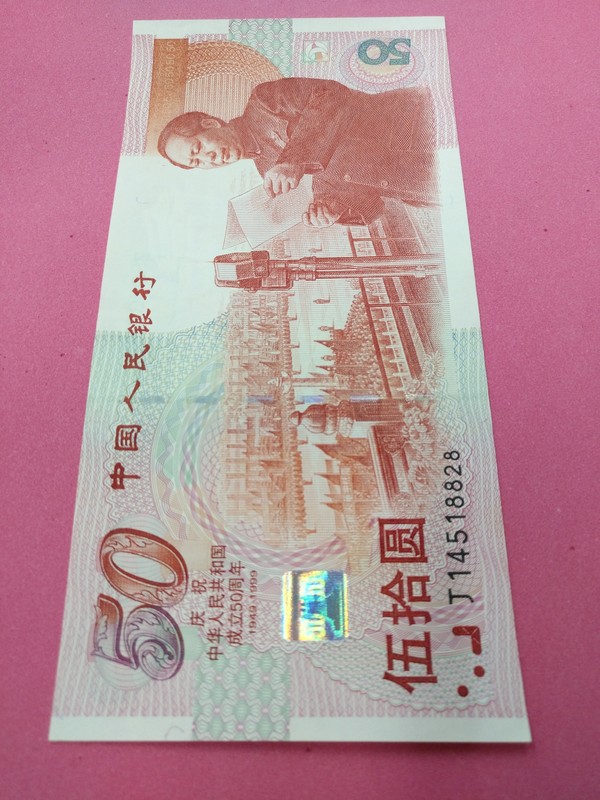 中国人民银行
50
50
庆祝
中华人民共和国
成立50周年
1949-1999
伍拾圆
J14518828